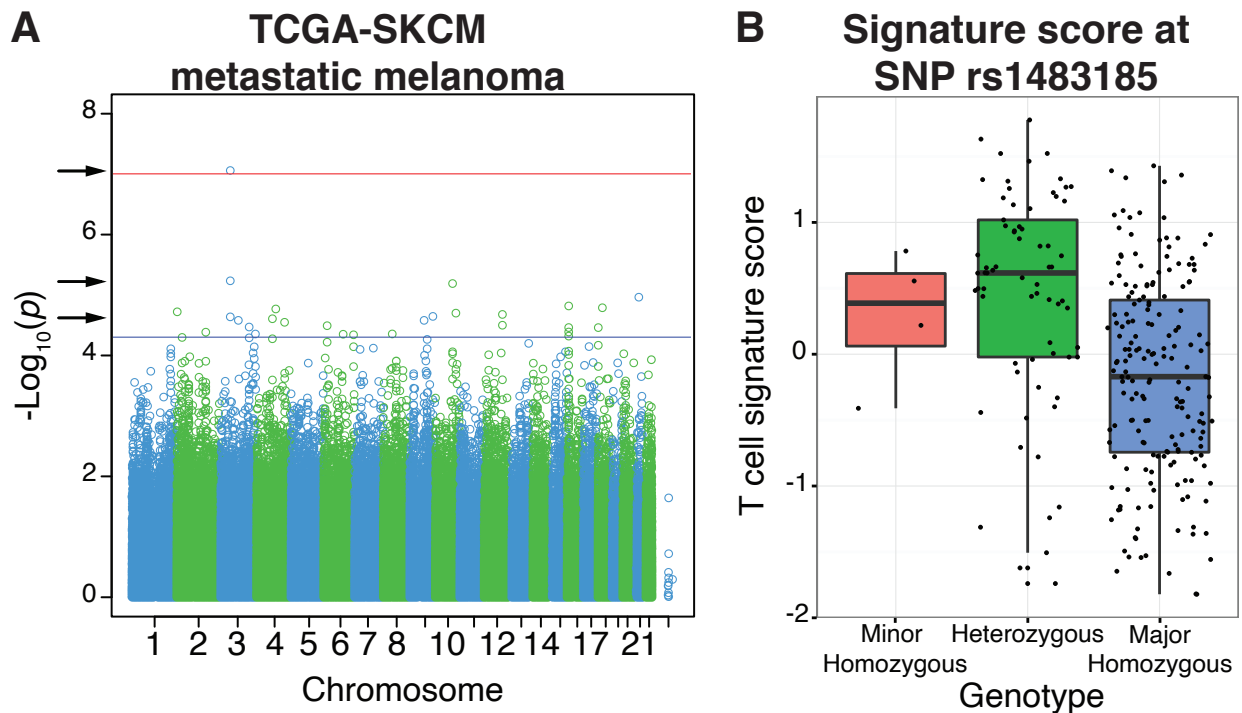 A
TCGA-SKCM
metastatic melanoma
8
6
4
2
0
-Log10(p)
1 2 3 4 5 6 7 8 10 12 14 17 21
Chromosome
B
Signature score at
SNP rs1483185
T cell signature score
1
0
-1
-2
Minor
Homozygous
Heterozygous
Major
Homozygous
Genotype